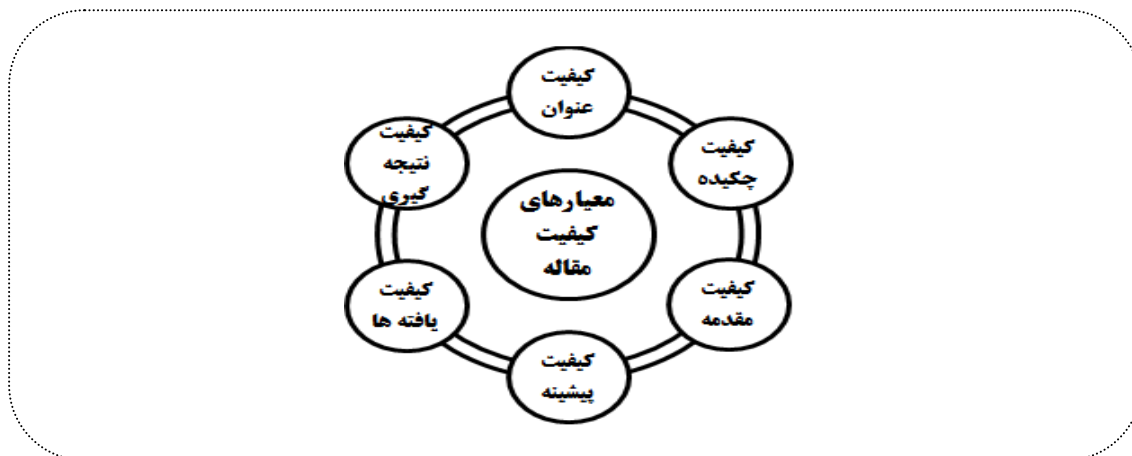 کیفیت
عنوان
کیفیت
چکیده
کیفیت
مقدمه
کیفیت
پیشینه
کیفیت
یافته ها
کیفیت
نتیجه
گیری
معیارهای
کیفیت
مقاله